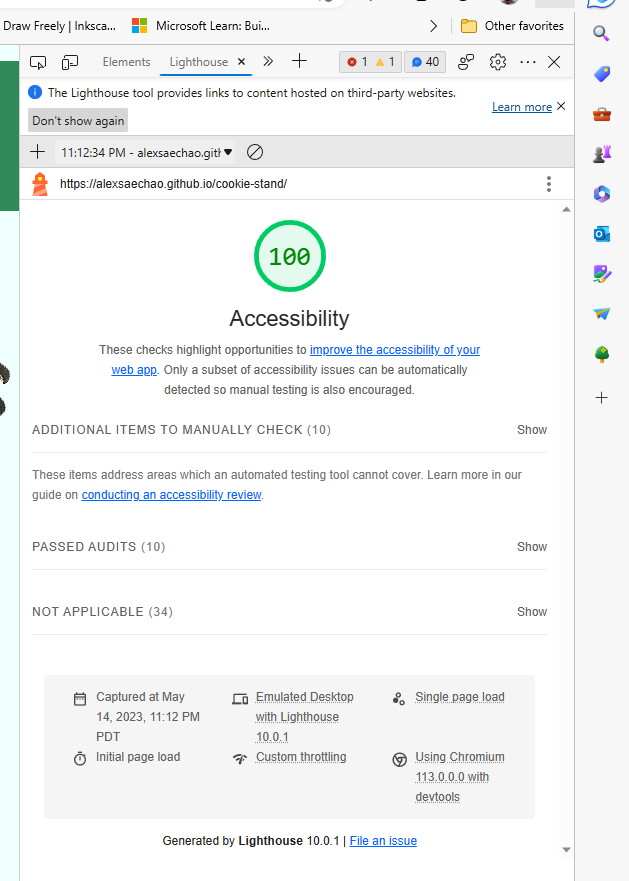 Draw Freely | Inksca... Microsoft Learn: Bui... Other favorites
Elements Lighthouse 1 1 40
The Lighthouse tool provides links to content hosted on third-party websites.
Learn more
Don't show again
11:12:34 PM - alexsaechao.gith
https://alexsaechao.github.io/cookie-stand/
100
Accessibility
These checks highlight opportunities to improve the accessibility of your
web app. Only a subset of accessibility issues can be automatically
detected so manual testing is also encouraged.
ADDITIONAL ITEMS TO MANUALLY CHECK (10) Show
These items address areas which an automated testing tool cannot cover. Learn more in our
guide on conducting an accessibility review.
PASSED AUDITS (10) Show
NOT APPLICABLE (34) Show
Captured at May
14, 2023, 11:12 PM
PDT
Emulated Desktop
with Lighthouse
10.0.1
Single page load
Initial page load
Custom throttling
Using Chromium
113.0.0.0 with
devtools
Generated by Lighthouse 10.0.1 | File an issue